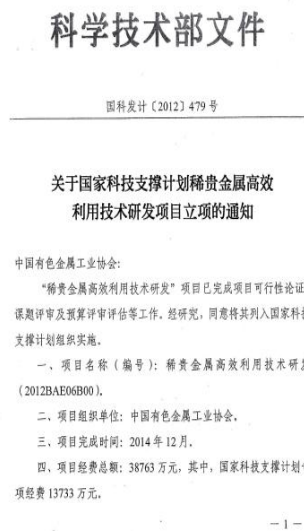 科学技术部文件
国科发计〔2012〕479号
关于国家科技支撑计划稀贵金属高效
利用技术研发项目立项的通知
中国有色金属工业协会:
“稀贵金属高效利用技术研发”项目已完成项目可行性论证
课题评审及预算评审评估等工作。经研究,同意将其列入国家科技
支撑计划组织实施。
一、项目名称(编号):稀贵金属高效利用技术研发
(2012BAE06B00)。
二、项目组织单位:中国有色金属工业协会。
三、项目完成时间:2014年12月。
四、项目经费总额:38763万元,其中,国家科技支撑计划
项经费13733万元。
—1—